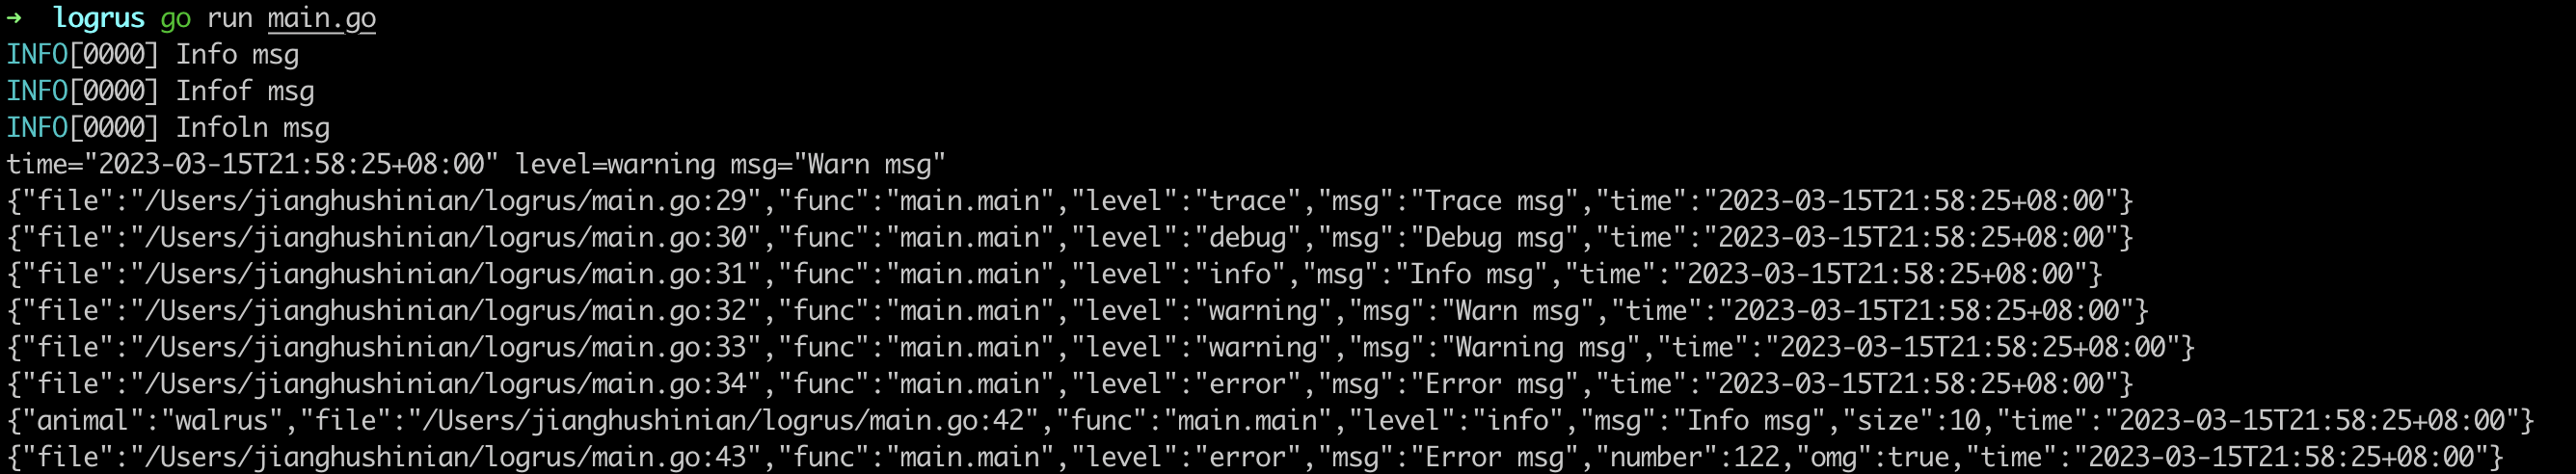 → logrus go run main.go
INFO[0000] Info msg
INFO[0000] Infof msg
INFO[0000] Infoln msg
time="2023-03-15T21:58:25+08:00" level=warning msg="Warn msg"
{"file":"/Users/jianghushinian/logrus/main.go:29","func":"main.main","level":"trace","msg":"Trace msg","time":"2023-03-15T21:58:25+08:00"}
{"file":"/Users/jianghushinian/logrus/main.go:30","func":"main.main","level":"debug","msg":"Debug msg","time":"2023-03-15T21:58:25+08:00"}
{"file":"/Users/jianghushinian/logrus/main.go:31","func":"main.main","level":"info","msg":"Info msg","time":"2023-03-15T21:58:25+08:00"}
{"file":"/Users/jianghushinian/logrus/main.go:32","func":"main.main","level":"warning","msg":"Warn msg","time":"2023-03-15T21:58:25+08:00"}
{"file":"/Users/jianghushinian/logrus/main.go:33","func":"main.main","level":"warning","msg":"Warning msg","time":"2023-03-15T21:58:25+08:00"}
{"file":"/Users/jianghushinian/logrus/main.go:34","func":"main.main","level":"error","msg":"Error msg","time":"2023-03-15T21:58:25+08:00"}
{"animal":"walrus","file":"/Users/jianghushinian/logrus/main.go:42","func":"main.main","level":"info","msg":"Info msg","size":10,"time":"2023-03-15T21:58:25+08:00"}
{"file":"/Users/jianghushinian/logrus/main.go:43","func":"main.main","level":"error","msg":"Error msg","number":122,"omg":true,"time":"2023-03-15T21:58:25+08:00"}